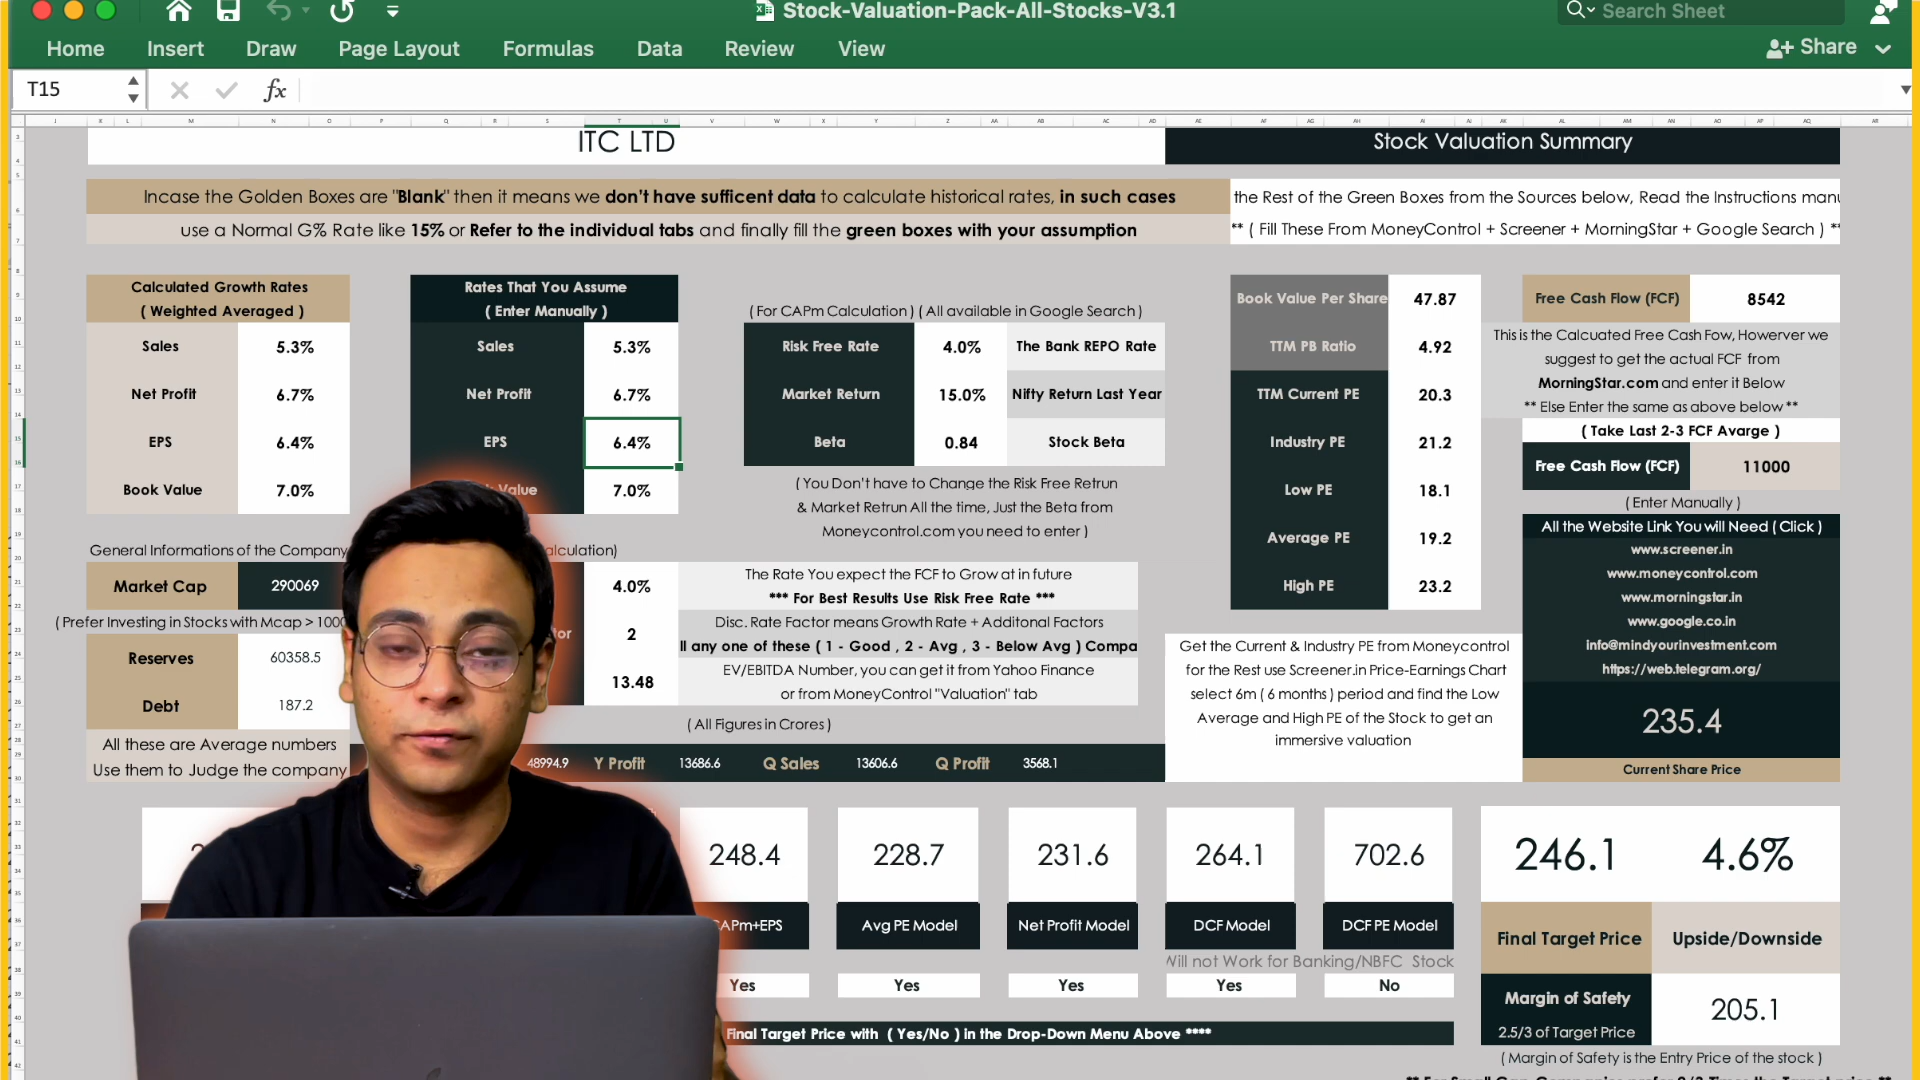 Stock-Valuation-Pack-All-Stocks-V3.1
Search Sheet
Home Insert Draw Page Layout Formulas Data Review View Share
T15 fx
ITC LTD
Stock Valuation Summary
Incase the Golden Boxes are "Blank" then it means we don't have sufficent data to calculate historical rates, in such cases
the Rest of the Green Boxes from the Sources below, Read the Instructions manu
use a Normal G% Rate like 15% or Refer to the individual tabs and finally fill the green boxes with your assumption
** ( Fill These From MoneyControl + Screener + MorningStar + Google Search ) **
Calculated Growth Rates
( Weighted Averaged )
Sales 5.3%
Net Profit 6.7%
EPS 6.4%
Book Value 7.0%
Rates That You Assume
( Enter Manually )
Sales 5.3%
Net Profit 6.7%
EPS 6.4%
Value 7.0%
( For CAPm Calculation ) ( All available in Google Search )
Risk Free Rate 4.0% The Bank REPO Rate
Market Return 15.0% Nifty Return Last Year
Beta 0.84 Stock Beta
( You Don't have to Change the Risk Free Retrun
& Market Retrun All the time, Just the Beta from
Moneycontrol.com you need to enter )
Book Value Per Share 47.87
TTM PB Ratio 4.92
TTM Current PE 20.3
Industry PE 21.2
Low PE 18.1
Average PE 19.2
High PE 23.2
Free Cash Flow (FCF) 8542
This is the Calcuated Free Cash Fow, Howerver we
suggest to get the actual FCF from
MorningStar.com and enter it Below
** Else Enter the same as above below **
( Take Last 2-3 FCF Avarge )
Free Cash Flow (FCF) 11000
( Enter Manually )
All the Website Link You will Need ( Click )
www.screener.in
www.moneycontrol.com
www.morningstar.in
www.google.co.in
info@mindyourinvestment.com
https://web.telegram.org/
235.4
Current Share Price
General Informations of the Company
alculation)
Market Cap 290069
( Prefer Investing in Stocks with Mcap > 1000
Reserves 60358.5
Debt 187.2
All these are Average numbers
Use them to Judge the company
4.0%
The Rate You expect the FCF to Grow at in future
*** For Best Results Use Risk Free Rate ***
tor 2
Disc. Rate Factor means Growth Rate + Additonal Factors
ll any one of these ( 1 - Good , 2 - Avg , 3 - Below Avg ) Compa
13.48
EV/EBITDA Number, you can get it from Yahoo Finance
or from MoneyControl "Valuation" tab
( All Figures in Crores )
48994.9 Y Profit 13686.6 Q Sales 13606.6 Q Profit 3568.1
Get the Current & Industry PE from Moneycontrol
for the Rest use Screener.in Price-Earnings Chart
select 6m ( 6 months ) period and find the Low
Average and High PE of the Stock to get an
immersive valuation
248.4 228.7 231.6 264.1 702.6
APm+EPS Avg PE Model Net Profit Model DCF Model DCF PE Model
Will not Work for Banking/NBFC Stock
Yes Yes Yes Yes No
Final Target Price with ( Yes/No ) in the Drop-Down Menu Above ****
246.1 4.6%
Final Target Price Upside/Downside
Margin of Safety 205.1
2.5/3 of Target Price
( Margin of Safety is the Entry Price of the stock )